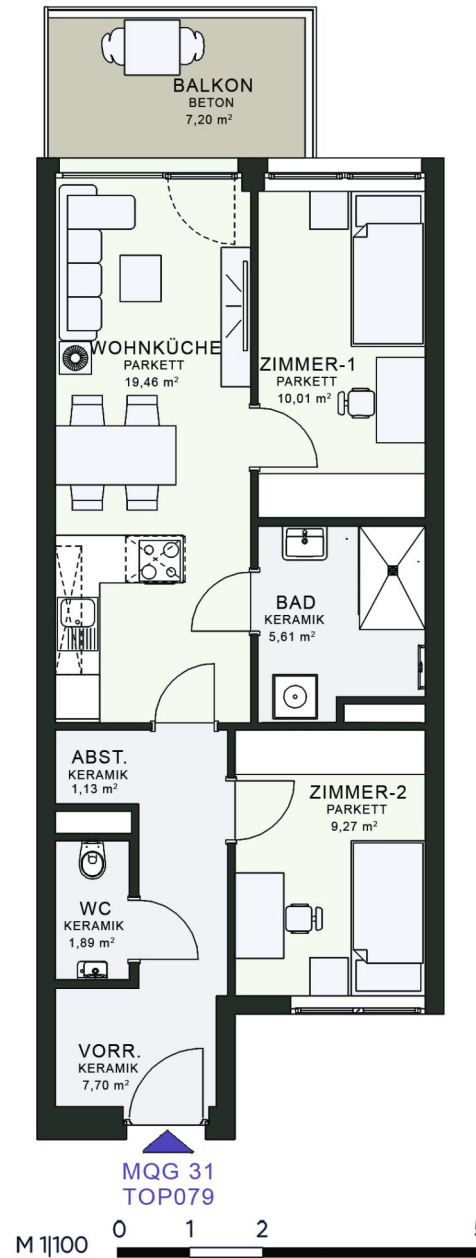 BALKON
BETON
7,20 m²
WOHNKÜCHE
PARKETT
19,46 m²
ZIMMER-1
PARKETT
10,01 m²
BAD
KERAMIK
5,61 m²
ABST.
KERAMIK
1,13 m²
ZIMMER-2
PARKETT
9,27 m²
WC
KERAMIK
1,89 m²
VORR.
KERAMIK
7,70 m²
MQG 31
TOP079
M 1|100 0 1 2